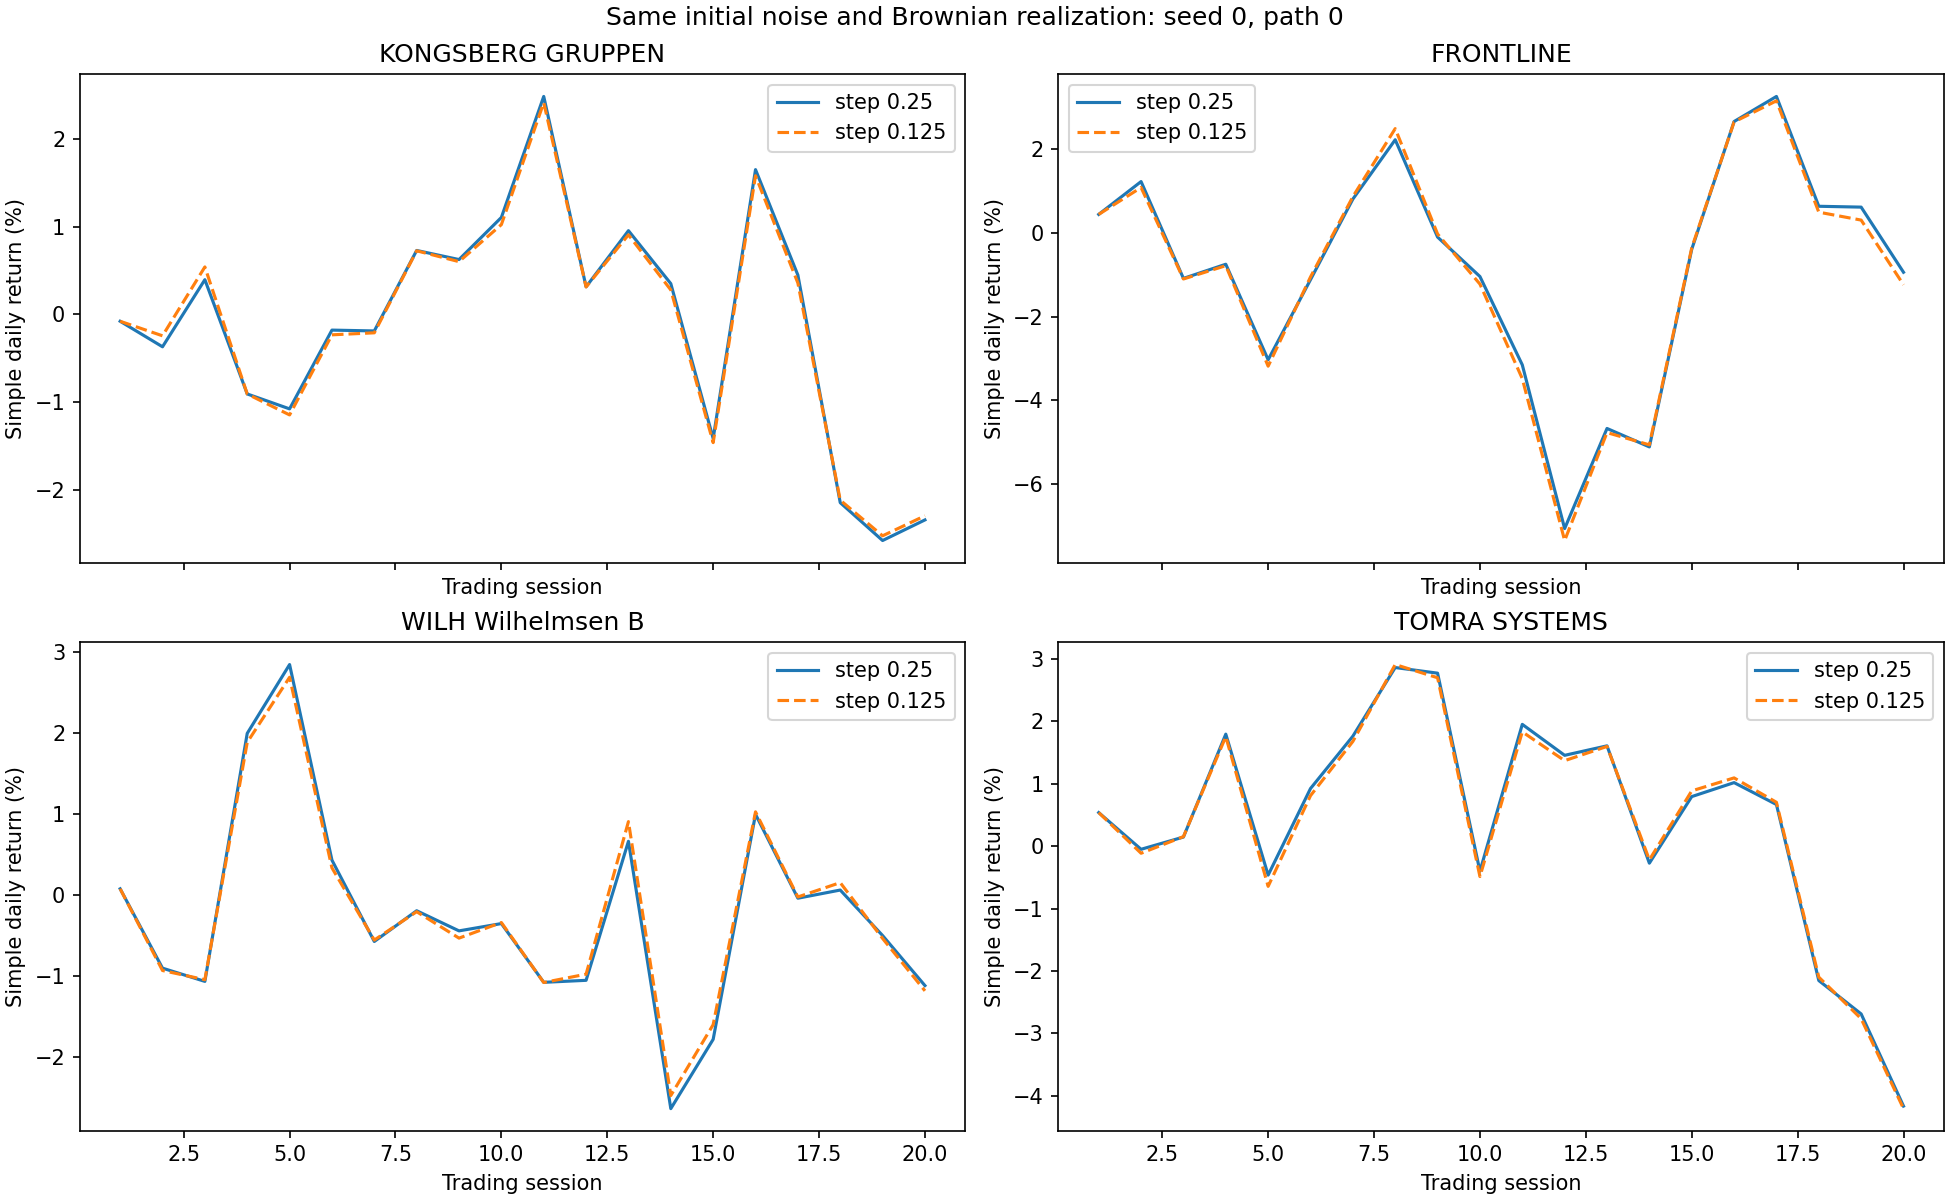 Same initial noise and Brownian realization: seed 0, path 0
KONGSBERG GRUPPEN
step 0.25
step 0.125
2
1
0
−1
−2
Simple daily return (%)
Trading session
FRONTLINE
step 0.25
step 0.125
2
0
−2
−4
−6
Simple daily return (%)
Trading session
WILH Wilhelmsen B
step 0.25
step 0.125
3
2
1
0
−1
−2
Simple daily return (%)
2.5 5.0 7.5 10.0 12.5 15.0 17.5 20.0
Trading session
TOMRA SYSTEMS
step 0.25
step 0.125
3
2
1
0
−1
−2
−3
−4
Simple daily return (%)
2.5 5.0 7.5 10.0 12.5 15.0 17.5 20.0
Trading session